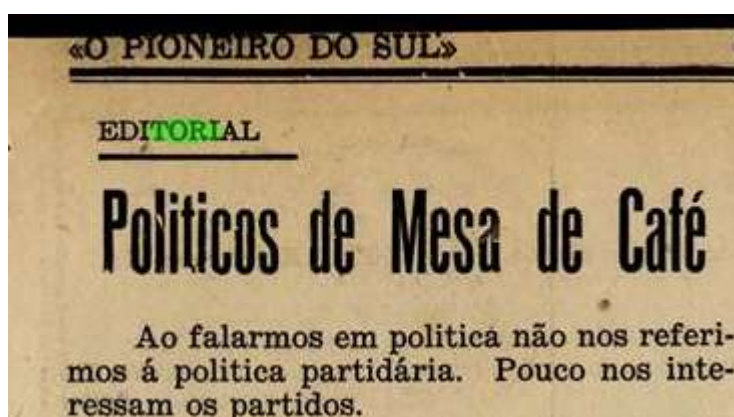 «O PIONEIRO DO SUL»
EDITORIAL
Politicos de Mesa de Café
Ao falarmos em politica não nos referi-
mos á politica partidária. Pouco nos inte-
ressam os partidos.